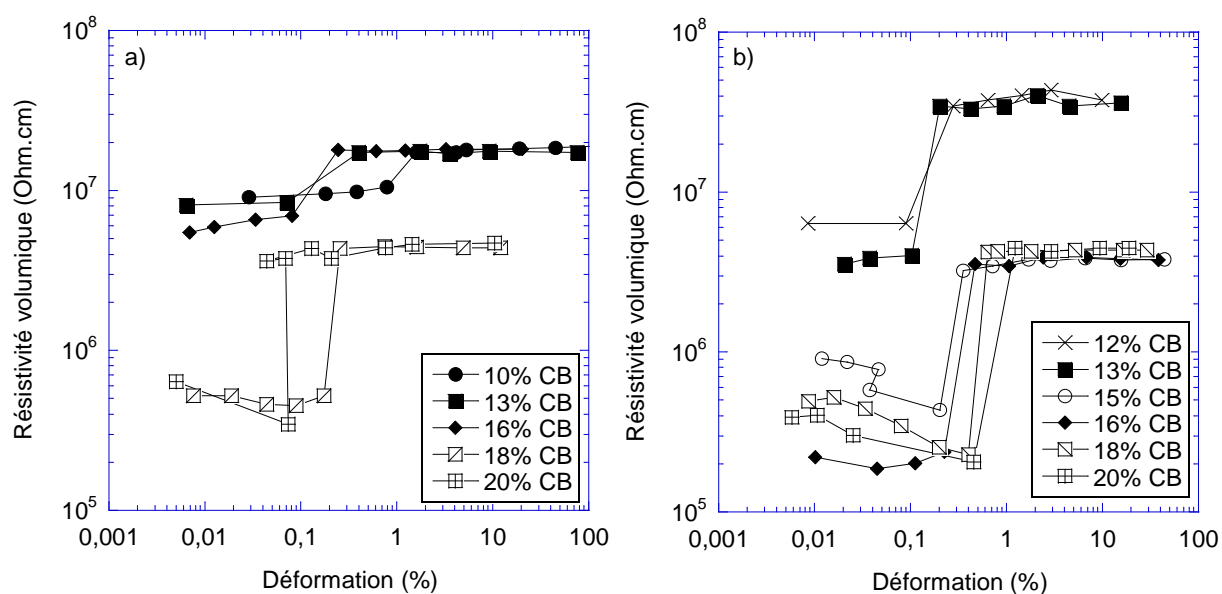 a)
Résistivité volumique (Ohm.cm)
10^8
10^7
10^6
10^5
0,001
0,01
0,1
1
10
100
Déformation (%)
10% CB
13% CB
16% CB
18% CB
20% CB
b)
Résistivité volumique (Ohm.cm)
10^8
10^7
10^6
10^5
0,001
0,01
0,1
1
10
100
Déformation (%)
12% CB
13% CB
15% CB
16% CB
18% CB
20% CB